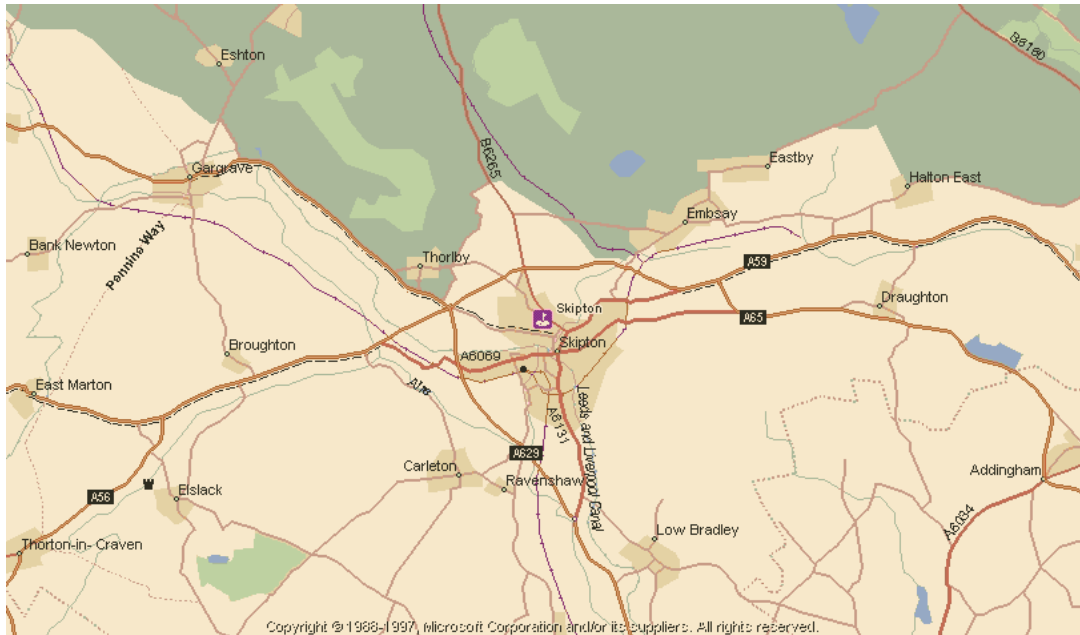 Eshton
B6160
B6265
Gargrave
Eastby
Halton East
Embsay
Bank Newton
Pennine Way
Thorlby
A59
Draughton
Skipton
A65
Broughton
A6069
Skipton
East Marton
Leeds and Liverpool Canal
A6131
A629
Carleton
Ravenshaw
Addingham
A56
Elslack
A6034
Low Bradley
Thorton-in- Craven
Copyright © 1988-1997, Microsoft Corporation and/or its suppliers. All rights reserved.